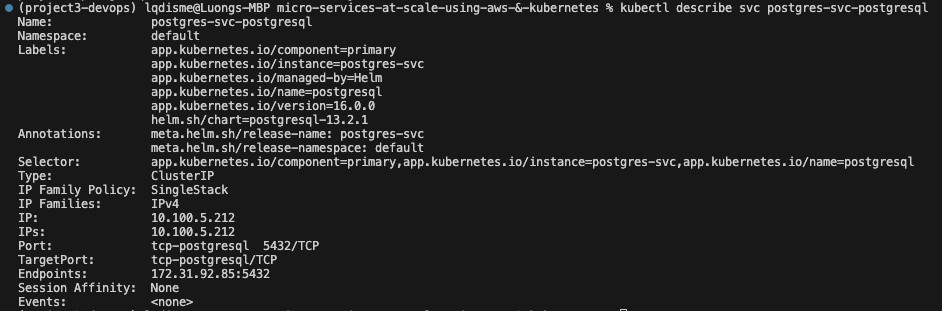 (project3-devops) lqdisme@Luongs-MBP micro-services-at-scale-using-aws-&-kubernetes % kubectl describe svc postgres-svc-postgresql
Name: postgres-svc-postgresql
Namespace: default
Labels: app.kubernetes.io/component=primary
app.kubernetes.io/instance=postgres-svc
app.kubernetes.io/managed-by=Helm
app.kubernetes.io/name=postgresql
app.kubernetes.io/version=16.0.0
helm.sh/chart=postgresql-13.2.1
Annotations: meta.helm.sh/release-name: postgres-svc
meta.helm.sh/release-namespace: default
Selector: app.kubernetes.io/component=primary,app.kubernetes.io/instance=postgres-svc,app.kubernetes.io/name=postgresql
Type: ClusterIP
IP Family Policy: SingleStack
IP Families: IPv4
IP: 10.100.5.212
IPs: 10.100.5.212
Port: tcp-postgresql 5432/TCP
TargetPort: tcp-postgresql/TCP
Endpoints: 172.31.92.85:5432
Session Affinity: None
Events: <none>